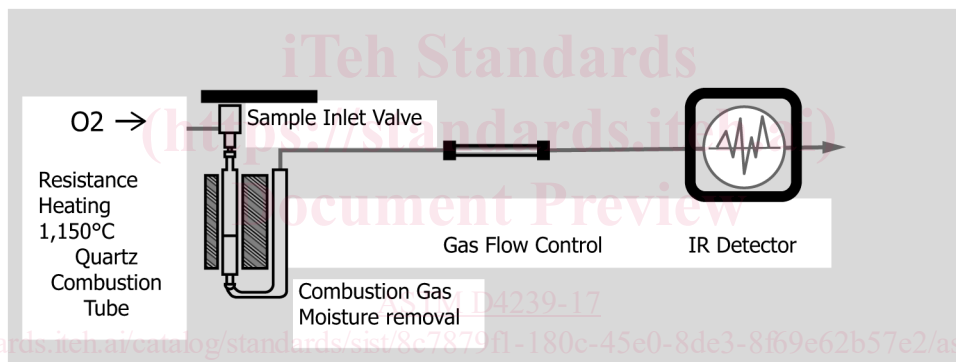 iTeh Standards
(https://standards.iteh.ai)
Document Preview
O2 →
Sample Inlet Valve
Resistance
Heating
1,150°C
Quartz
Combustion
Tube
Gas Flow Control
IR Detector
Combustion Gas
Moisture removal
ASTM D4239-17
ards.iteh.ai/catalog/standards/sist/8c7879f1-180c-45e0-8de3-8f69e62b57e2/as